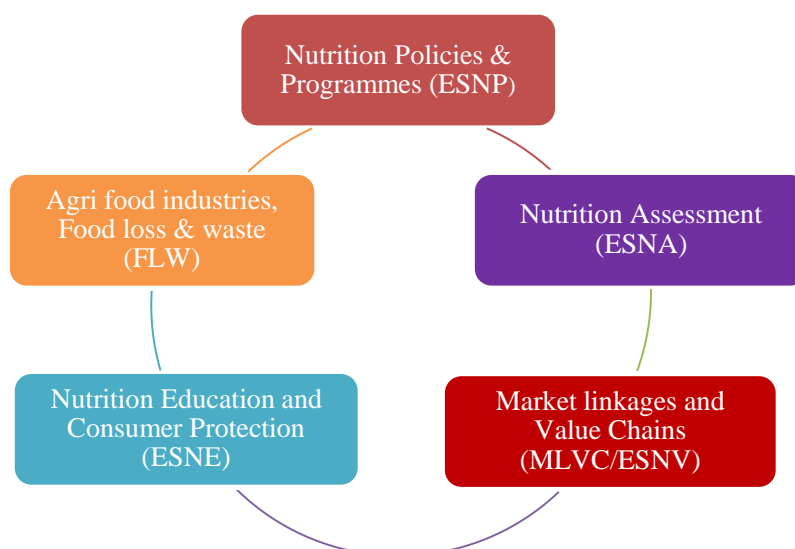 Nutrition Policies &
Programmes (ESNP)
Agri food industries,
Food loss & waste
(FLW)
Nutrition Assessment
(ESNA)
Nutrition Education and
Consumer Protection
(ESNE)
Market linkages and
Value Chains
(MLVC/ESNV)